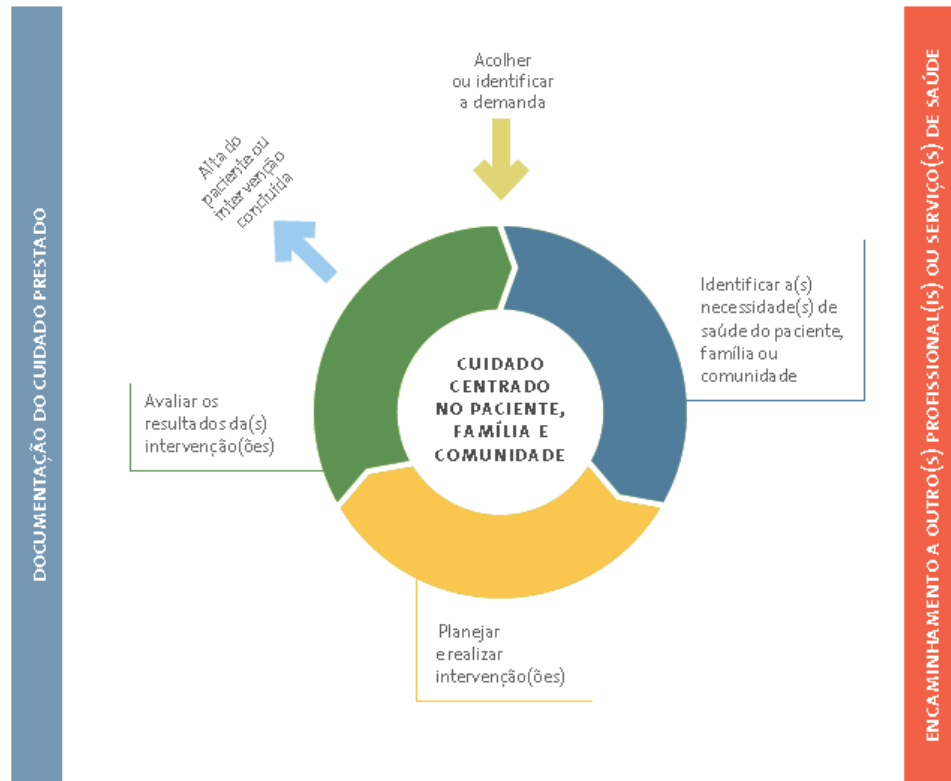 DOCUMENTAÇÃO DO CUIDADO PRESTADO
Acolher
ou identificar
a demanda
Alta do
paciente ou
intervenção
concluída
Identificar a(s)
necessidade(s) de
saúde do paciente,
família ou
comunidade
CUIDADO
CENTRADO
NO PACIENTE,
FAMÍLIA E
COMUNIDADE
Avaliar os
resultados da(s)
intervenção(ões)
Planejar
e realizar
intervenção(ões)
ENCAMINHAMENTO A OUTRO(S) PROFISSIONAL(IS) OU SERVIÇO(S) DE SAÚDE